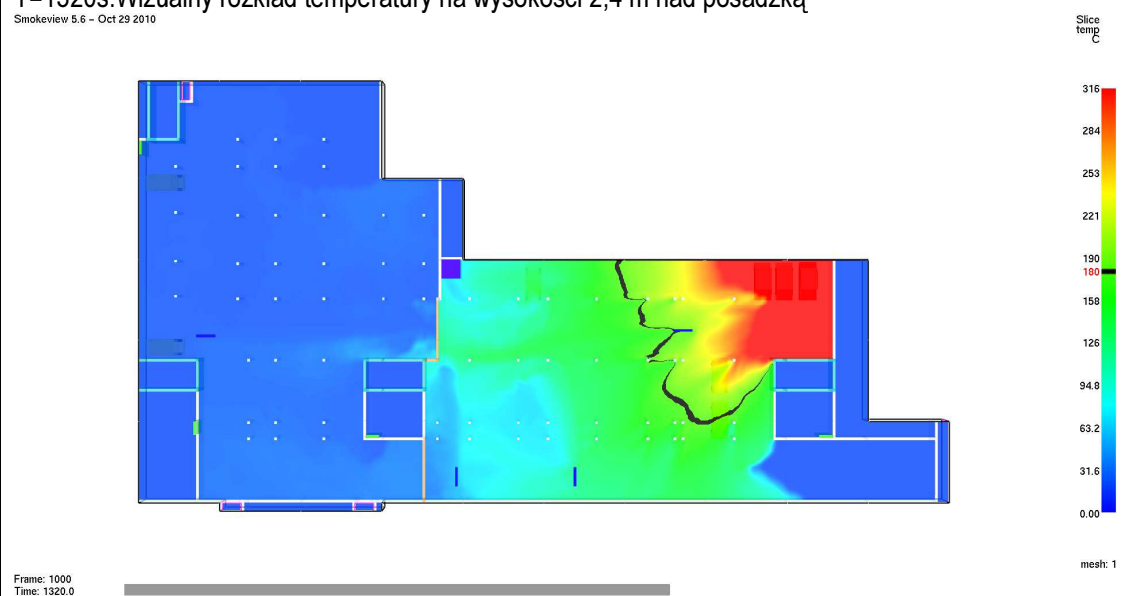 T=1320s.Wizualny rozkład temperatury na wysokości 2,4 m nad posadzką
Smokeview 5.6 – Oct 29 2010
Slice
temp
C
316
284
253
221
190
180
158
126
94.8
63.2
31.6
0.00
mesh: 1
Frame: 1000
Time: 1320.0